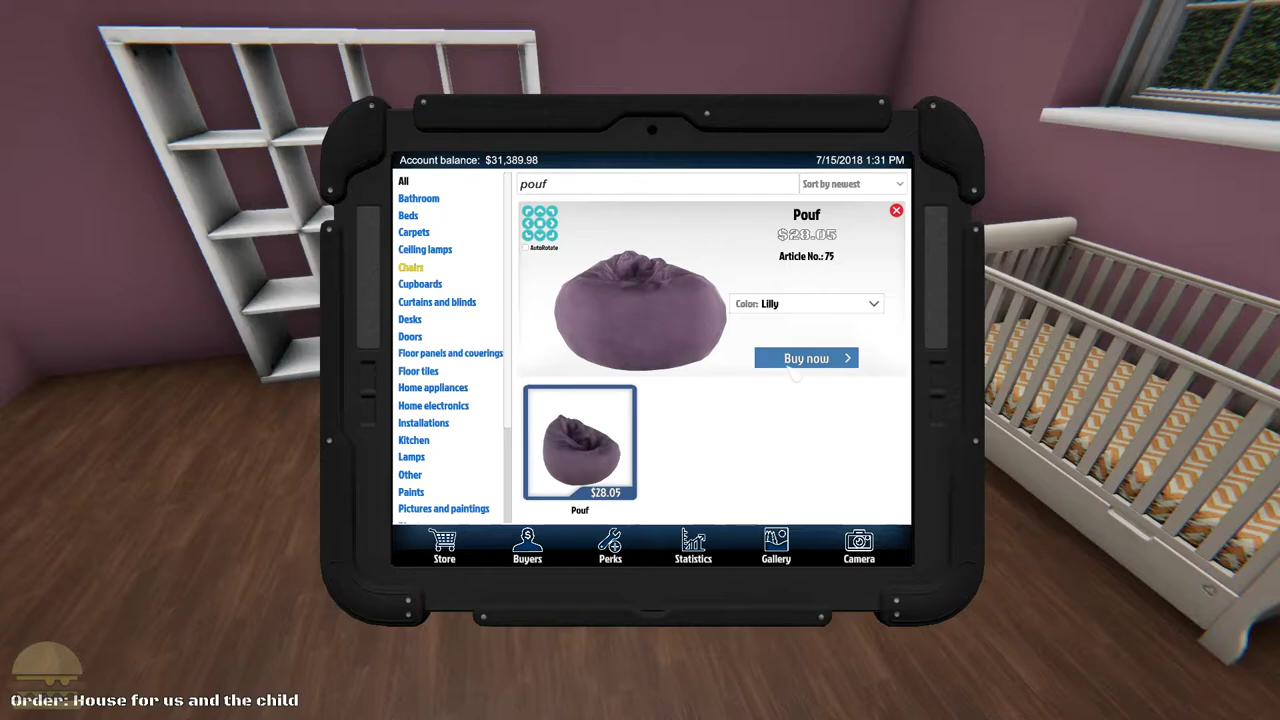 Account balance: $31,389.98
7/15/2018 1:31 PM
All
Bathroom
Beds
Carpets
Ceiling lamps
Chairs
Cupboards
Curtains and blinds
Desks
Doors
Floor panels and coverings
Floor tiles
Home appliances
Home electronics
Installations
Kitchen
Lamps
Other
Paints
Pictures and paintings
pouf
Sort by newest
AutoRotate
Pouf
$28.05
Article No.: 75
Color: Lilly
Buy now
$28.05
Pouf
Store
Buyers
Perks
Statistics
Gallery
Camera
Order: House for us and the child